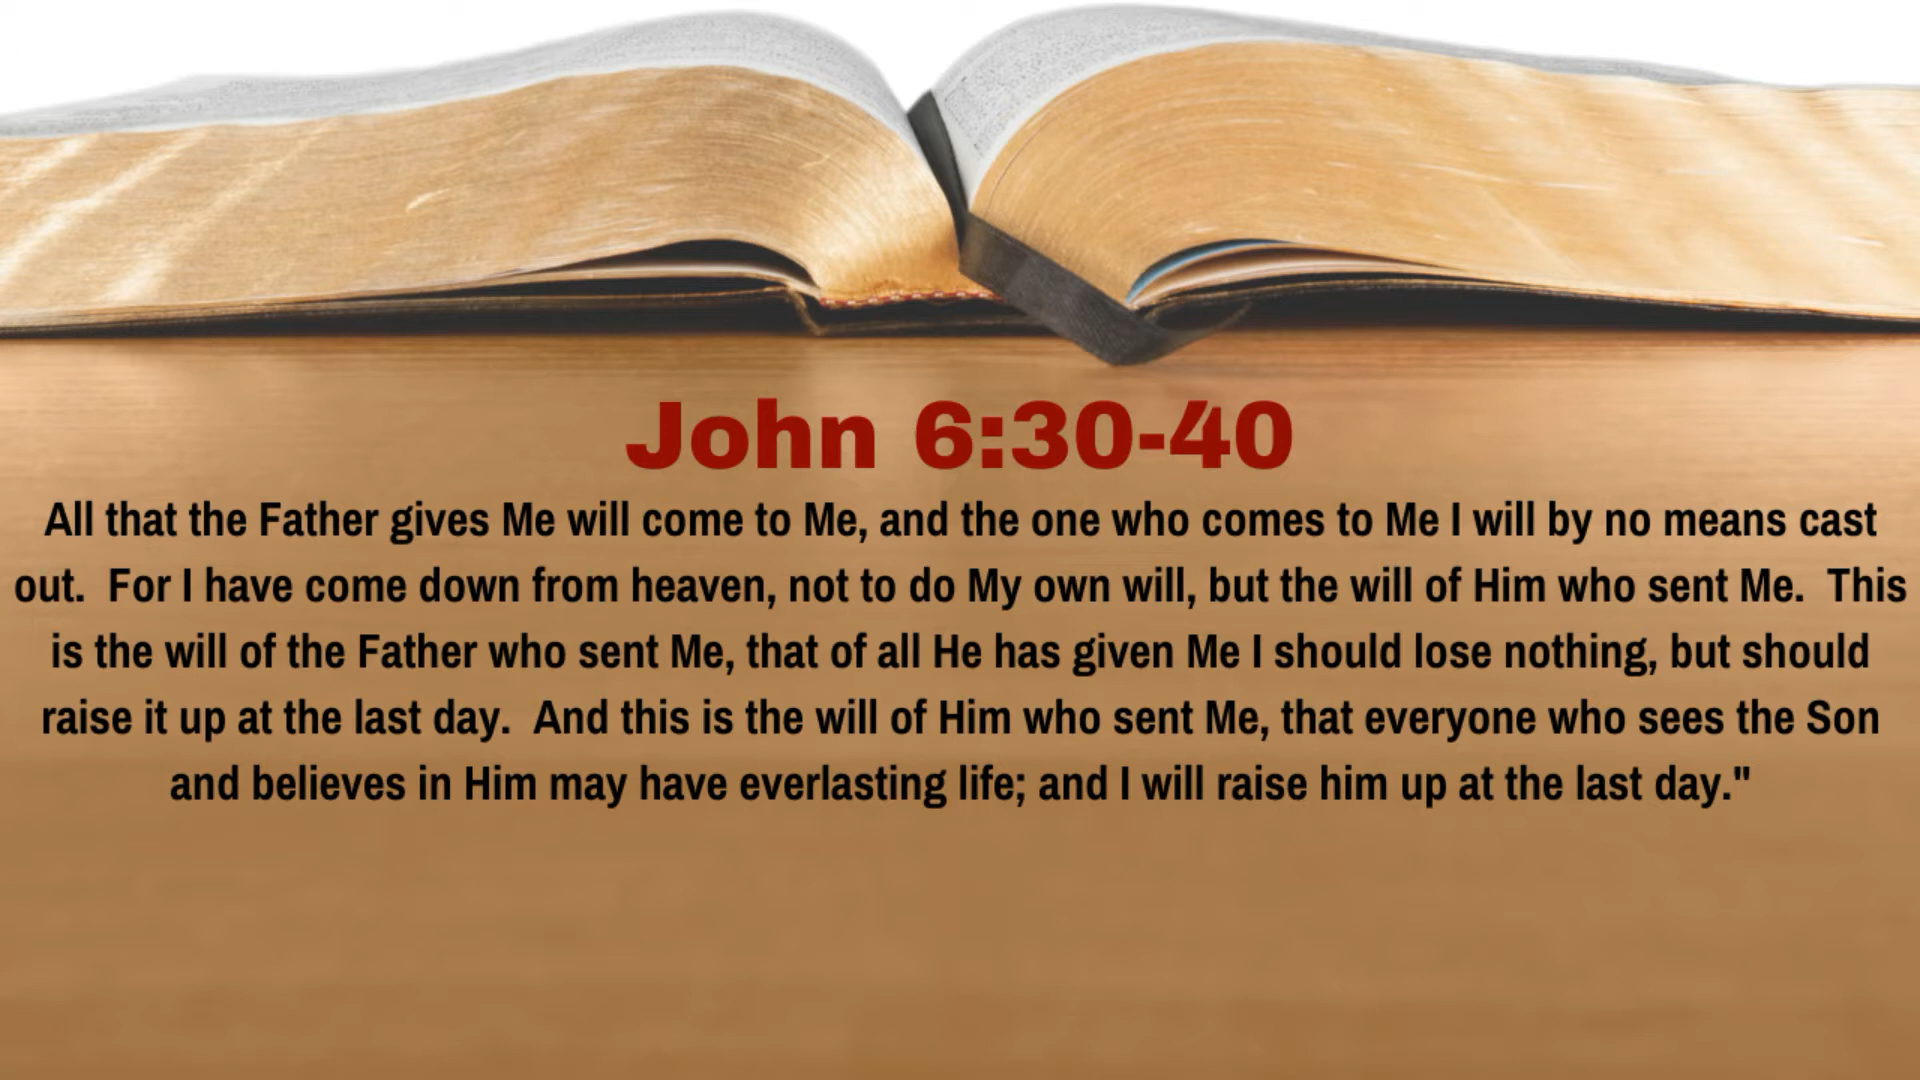 John 6:30-40
All that the Father gives Me will come to Me, and the one who comes to Me I will by no means cast
out.  For I have come down from heaven, not to do My own will, but the will of Him who sent Me.  This
is the will of the Father who sent Me, that of all He has given Me I should lose nothing, but should
raise it up at the last day.  And this is the will of Him who sent Me, that everyone who sees the Son
and believes in Him may have everlasting life; and I will raise him up at the last day."